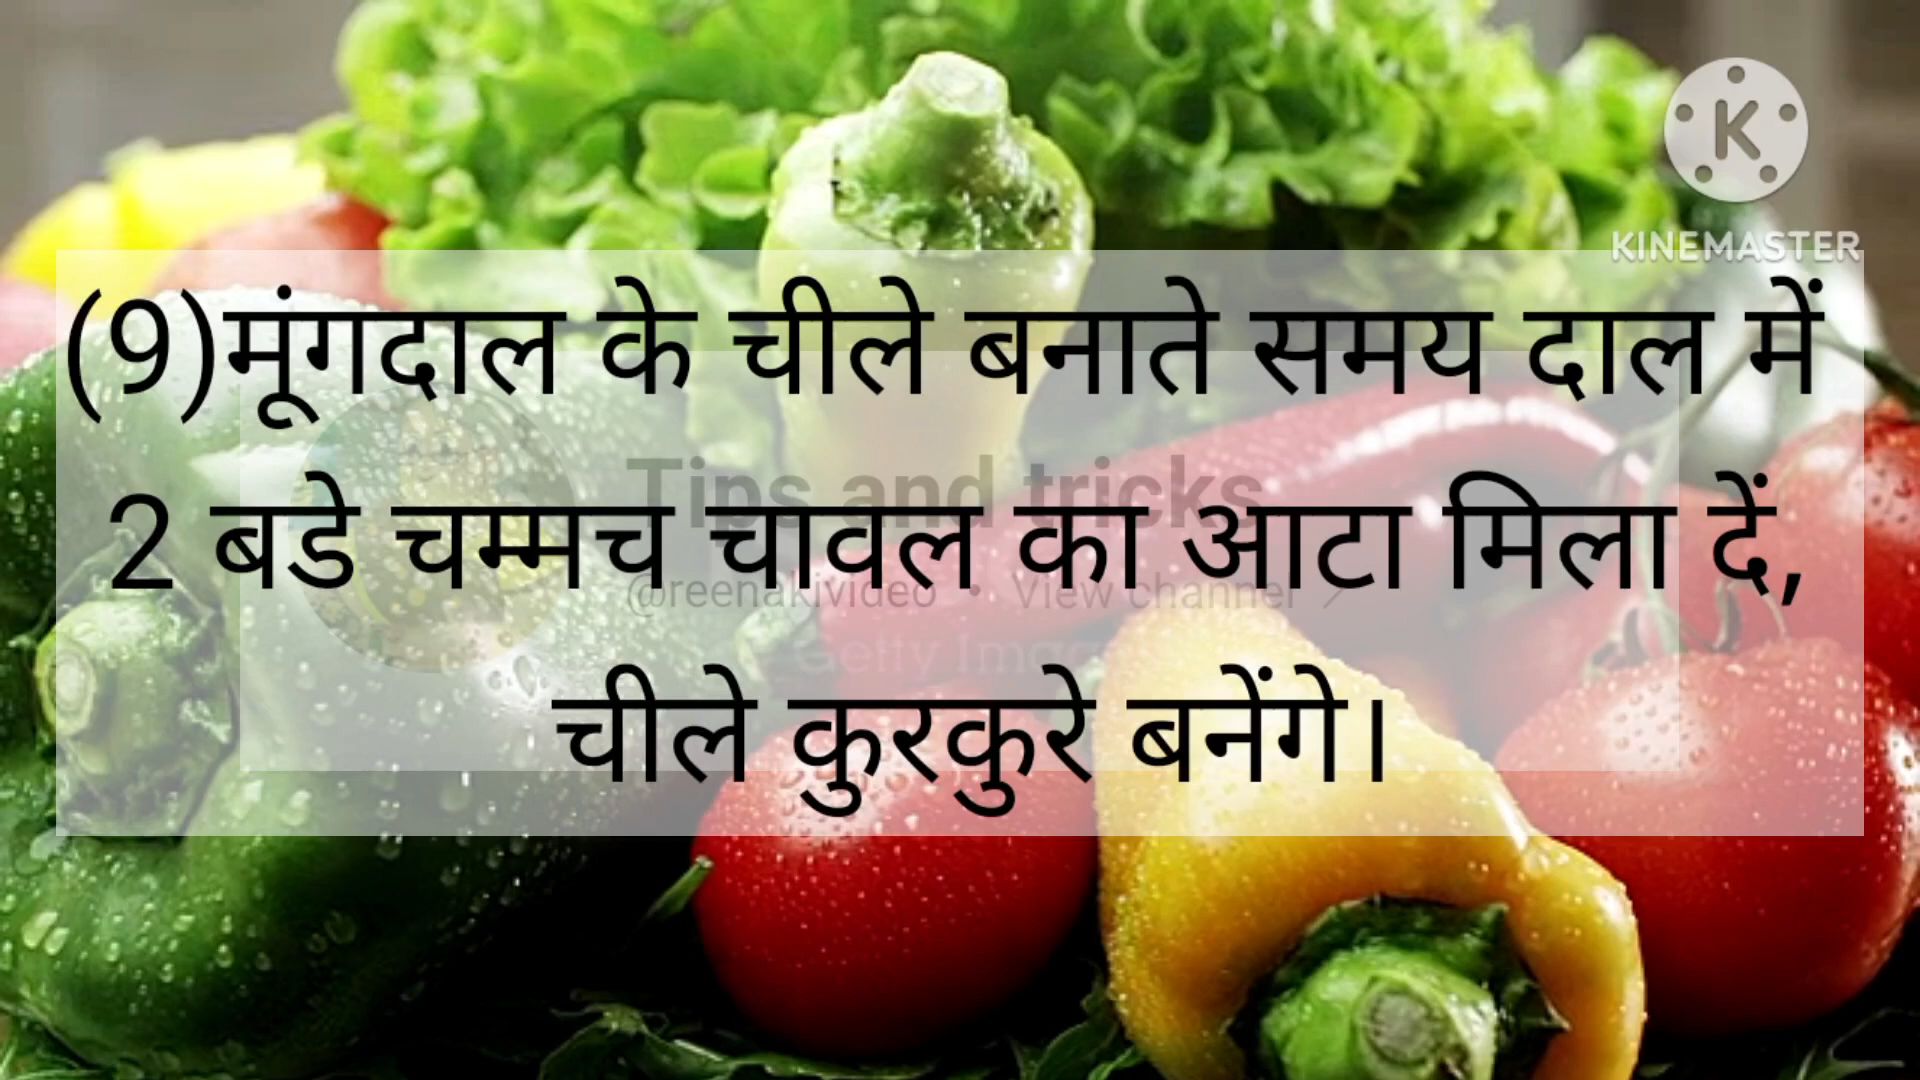 KINEMASTER
(9)मूंगदाल के चीले बनाते समय दाल में
2 बडे चम्मच चावल का आटा मिला दें,
चीले कुरकुरे बनेंगे।
Tips and tricks
@reenakivideo · View channel
Getty